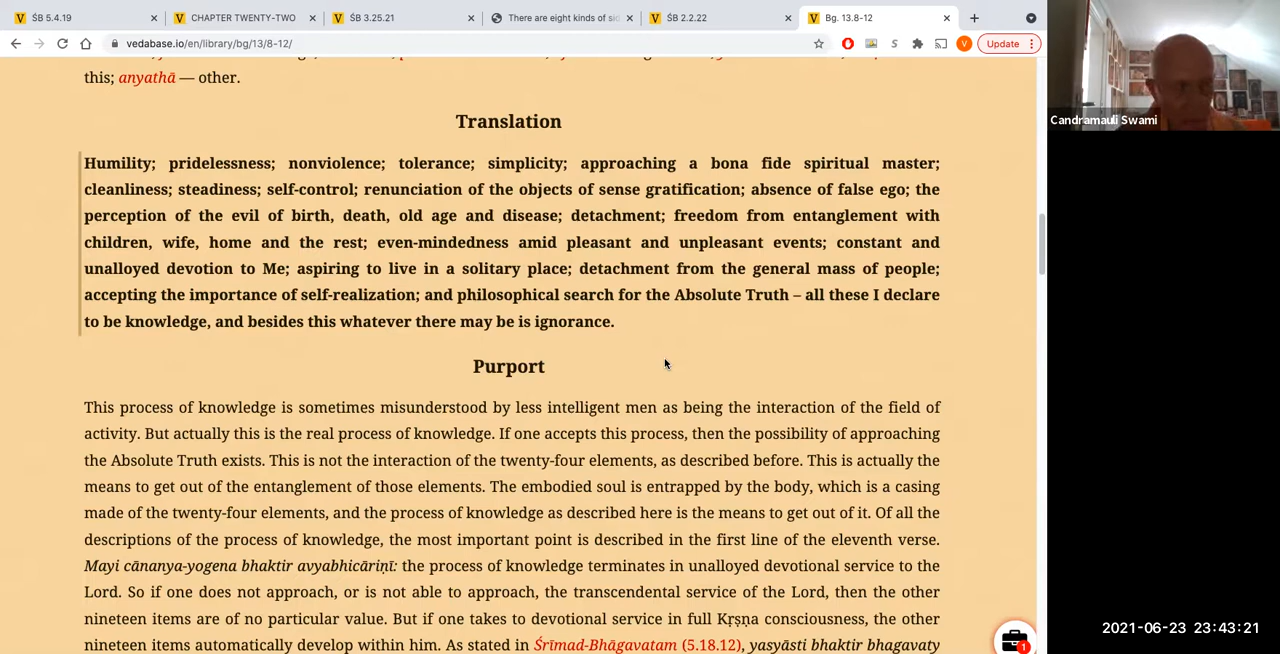 ŚB 5.4.19
CHAPTER TWENTY-TWO
ŚB 3.25.21
There are eight kinds of sid
ŚB 2.2.22
Bg. 13.8-12
vedabase.io/en/library/bg/13/8-12/
Update
this; anyathā — other.
Translation
Humility; pridelessness; nonviolence; tolerance; simplicity; approaching a bona fide spiritual master;
cleanliness; steadiness; self-control; renunciation of the objects of sense gratification; absence of false ego; the
perception of the evil of birth, death, old age and disease; detachment; freedom from entanglement with
children, wife, home and the rest; even-mindedness amid pleasant and unpleasant events; constant and
unalloyed devotion to Me; aspiring to live in a solitary place; detachment from the general mass of people;
accepting the importance of self-realization; and philosophical search for the Absolute Truth – all these I declare
to be knowledge, and besides this whatever there may be is ignorance.
Purport
This process of knowledge is sometimes misunderstood by less intelligent men as being the interaction of the field of
activity. But actually this is the real process of knowledge. If one accepts this process, then the possibility of approaching
the Absolute Truth exists. This is not the interaction of the twenty-four elements, as described before. This is actually the
means to get out of the entanglement of those elements. The embodied soul is entrapped by the body, which is a casing
made of the twenty-four elements, and the process of knowledge as described here is the means to get out of it. Of all the
descriptions of the process of knowledge, the most important point is described in the first line of the eleventh verse.
Mayi cānanya-yogena bhaktir avyabhicāriṇī: the process of knowledge terminates in unalloyed devotional service to the
Lord. So if one does not approach, or is not able to approach, the transcendental service of the Lord, then the other
nineteen items are of no particular value. But if one takes to devotional service in full Kṛṣṇa consciousness, the other
nineteen items automatically develop within him. As stated in Śrīmad-Bhāgavatam (5.18.12), yasyāsti bhaktir bhagavaty
1
Candramauli Swami
2021-06-23 23:43:21